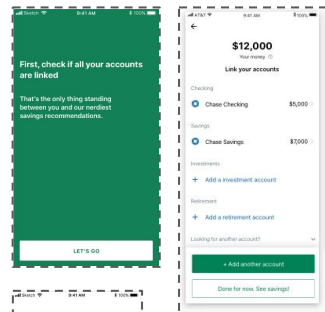 Sketch 9:41 AM 100%
First, check if all your accounts
are linked
That's the only thing standing
between you and our nerdiest
savings recommendations.
LET'S GO
Sketch 9:41 AM 100%
AT&T 9:41 AM 100%
$12,000
Your money
Link your accounts
Checking
Chase Checking $5,000
Savings
Chase Savings $7,000
Investments
+ Add a investment account
Retirement
+ Add a retirement account
Looking for another account?
+ Add another account
Done for now. See savings!